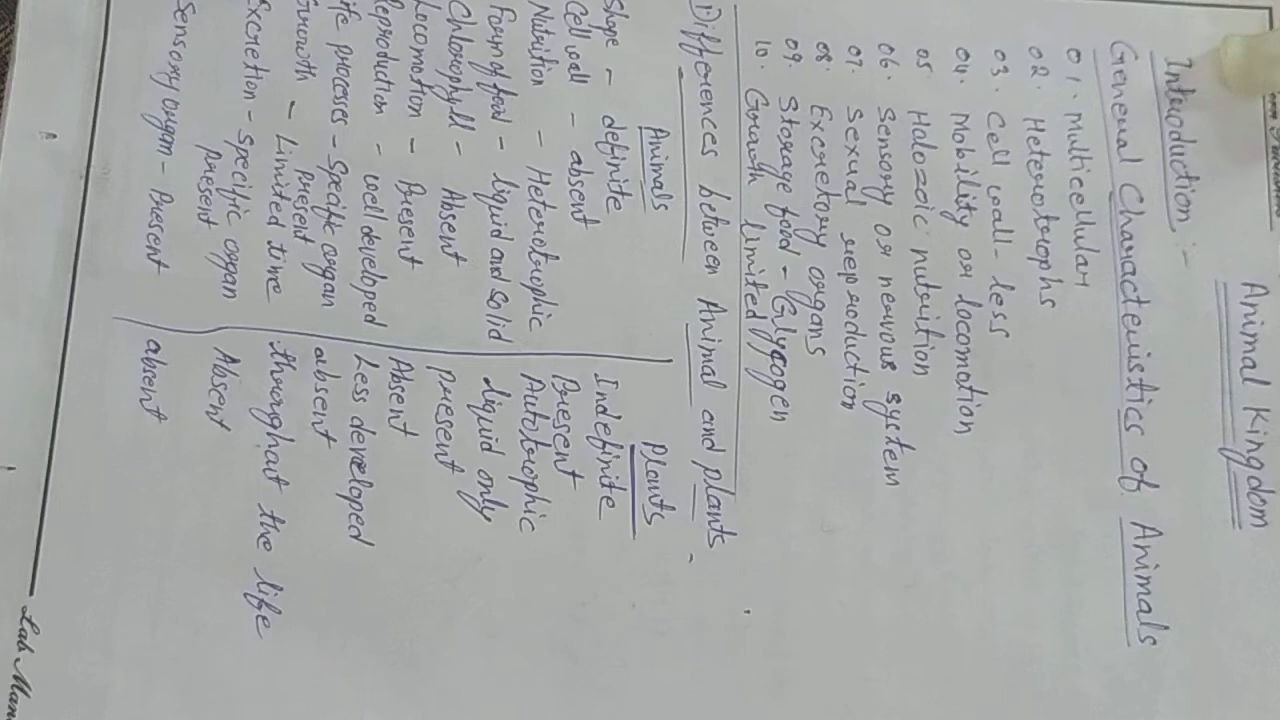 Animal Kingdom
Introduction :-
General Characteristics of Animals
01. Multicellular
02. Heterotrophs
03. Cell wall - less
04. Mobility or locomotion
05. Halozoic nutrition
06. Sensory or nervous system
07. Sexual reproduction
08. Excretory organs
09. Storage food - Glycogen
10. Growth limited
Differences between Animal and plants.
Animals Plants
Shape - definite Indefinite
Cell wall - absent Present
Nutrition - Heterotrophic Autotrophic
Form of food - liquid and solid liquid only
Chlorophyll - Absent present
Locomotion - Present Absent
Reproduction - well developed Less developed
life processes - Specific organ present absent
Growth - Limited time throughout the life
Excretion - Specific organ present Absent
Sensory organ - Present absent
Lab